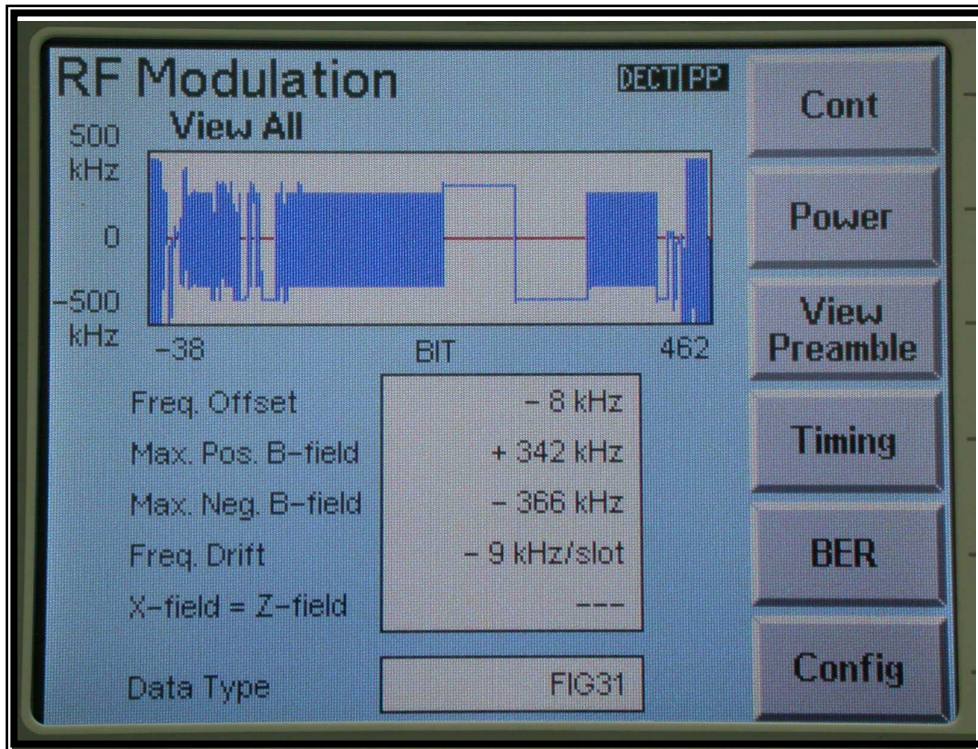 RF Modulation
DECT PP
View All
500
kHz
0
-500
kHz
-38 BIT 462
Freq. Offset - 8 kHz
Max. Pos. B-field + 342 kHz
Max. Neg. B-field - 366 kHz
Freq. Drift - 9 kHz/slot
X-field = Z-field ---
Data Type FIG31
Cont
Power
View
Preamble
Timing
BER
Config